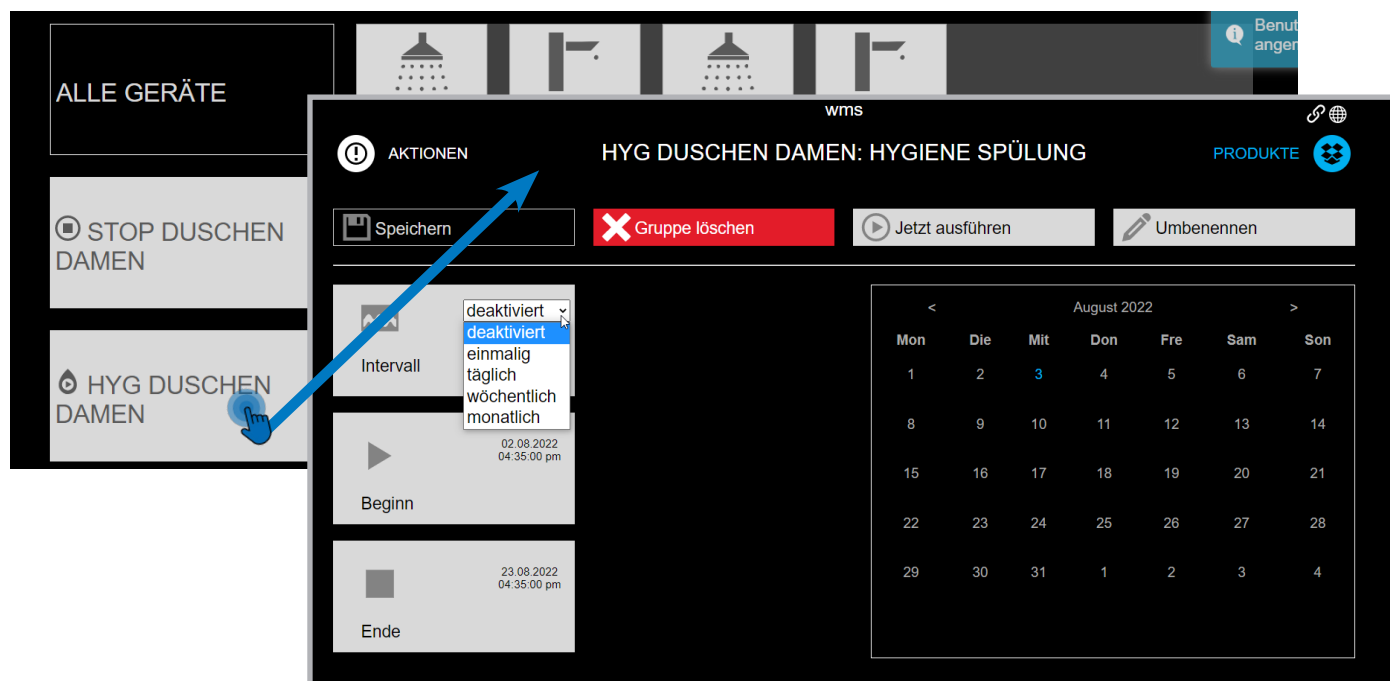 ALLE GERÄTE
STOP DUSCHEN
DAMEN
HYG DUSCHEN
DAMEN
wms
AKTIONEN
HYG DUSCHEN DAMEN: HYGIENE SPÜLUNG
PRODUKTE
Speichern
Gruppe löschen
Jetzt ausführen
Umbenennen
deaktiviert
deaktiviert
einmalig
täglich
wöchentlich
monatlich
Intervall
02.08.2022
04:35:00 pm
Beginn
23.08.2022
04:35:00 pm
Ende
< August 2022 >
Mon Die Mit Don Fre Sam Son
1 2 3 4 5 6 7
8 9 10 11 12 13 14
15 16 17 18 19 20 21
22 23 24 25 26 27 28
29 30 31 1 2 3 4